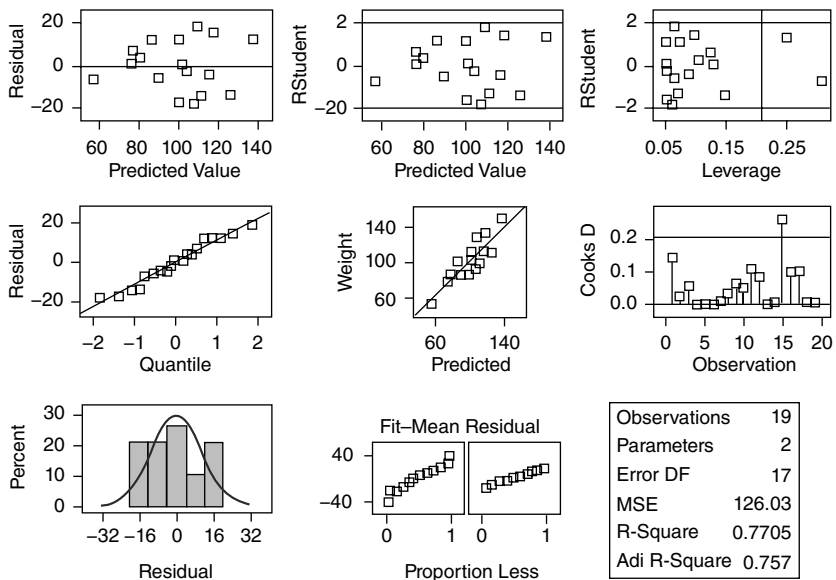 Residual
20
0
−20
60 80 100 120 140
Predicted Value
RStudent
2
0
−20
60 80 100 120 140
Predicted Value
RStudent
2
0
−2
0.05 0.15 0.25
Leverage
Residual
20
0
−20
−2 −1 0 1 2
Quantile
Weight
140
100
60
60 140
Predicted
Cooks D
0.2
0.1
0.0
0 5 10 15 20
Observation
Percent
30
20
10
0
−32 −16 0 16 32
Residual
Fit–Mean Residual
40
−40
0 1 0 1
Proportion Less
Observations 19
Parameters 2
Error DF 17
MSE 126.03
R-Square 0.7705
Adi R-Square 0.757